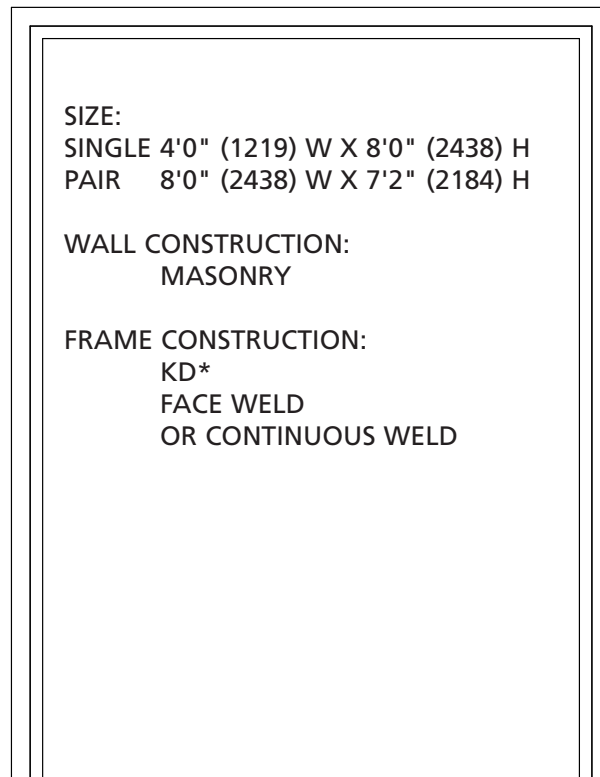 SIZE:
SINGLE 4'0" (1219) W X 8'0" (2438) H
PAIR 8'0" (2438) W X 7'2" (2184) H
WALL CONSTRUCTION:
MASONRY
FRAME CONSTRUCTION:
KD*
FACE WELD
OR CONTINUOUS WELD